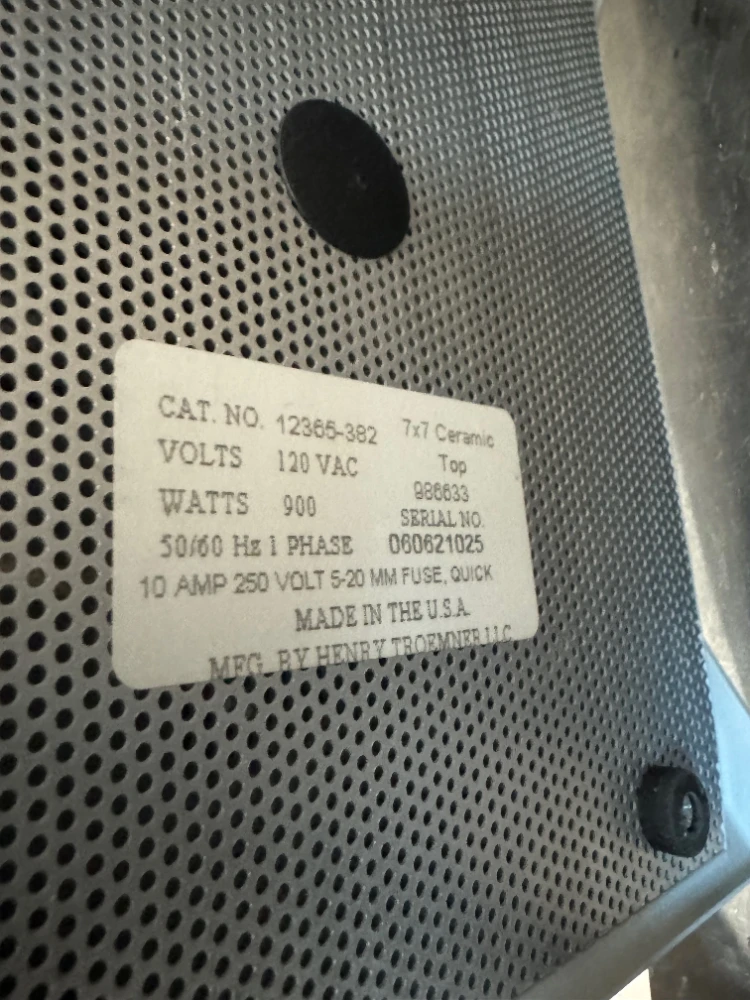 CAT. NO. 12365-382 7x7 Ceramic
VOLTS 120 VAC Top
WATTS 900 986633
SERIAL NO.
50/60 Hz 1 PHASE 060621025
10 AMP 250 VOLT 5-20 MM FUSE, QUICK
MADE IN THE U.S.A.
MFG. BY HENRY TROEMNER LLC